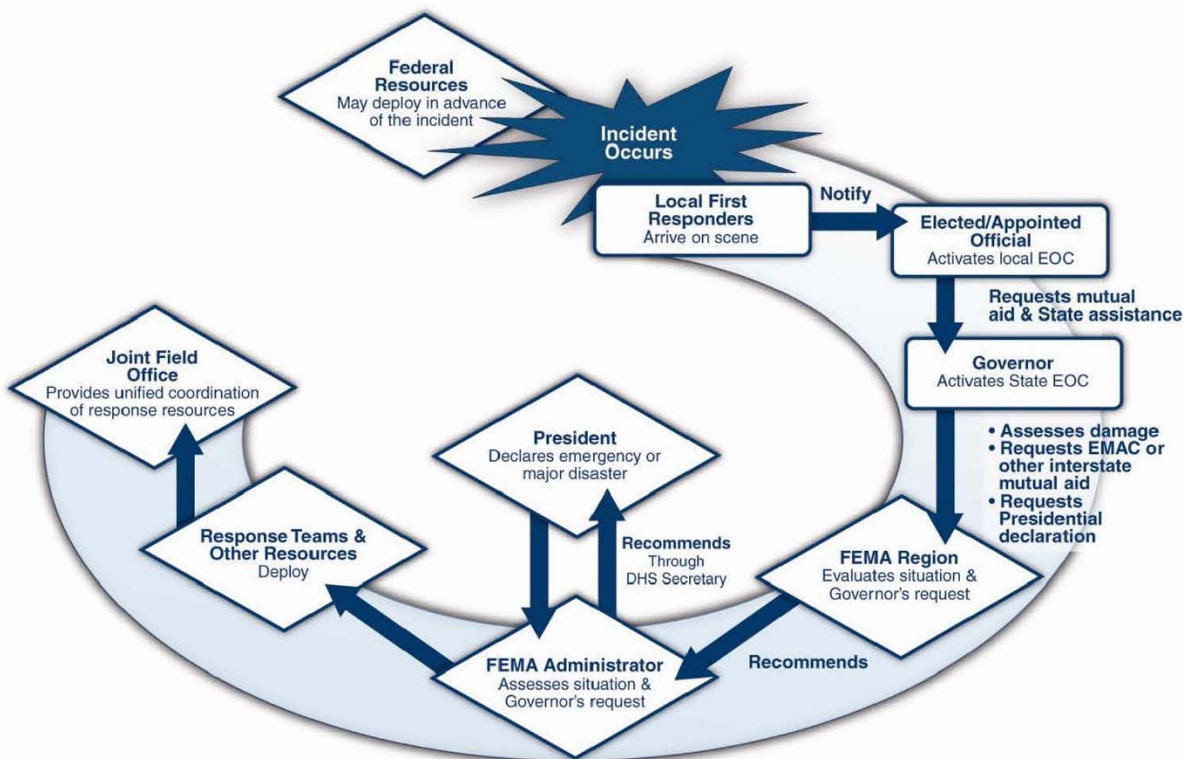 Federal
Resources
May deploy in advance
of the incident
Incident
Occurs
Local First
Responders
Arrive on scene
Notify
Elected/Appointed
Official
Activates local EOC
Requests mutual
aid & State assistance
Governor
Activates State EOC
• Assesses damage
• Requests EMAC or
other interstate
mutual aid
• Requests
Presidential
declaration
FEMA Region
Evaluates situation &
Governor's request
Recommends
FEMA Administrator
Assesses situation &
Governor's request
Recommends
Through
DHS Secretary
President
Declares emergency or
major disaster
Response Teams &
Other Resources
Deploy
Joint Field
Office
Provides unified coordination
of response resources